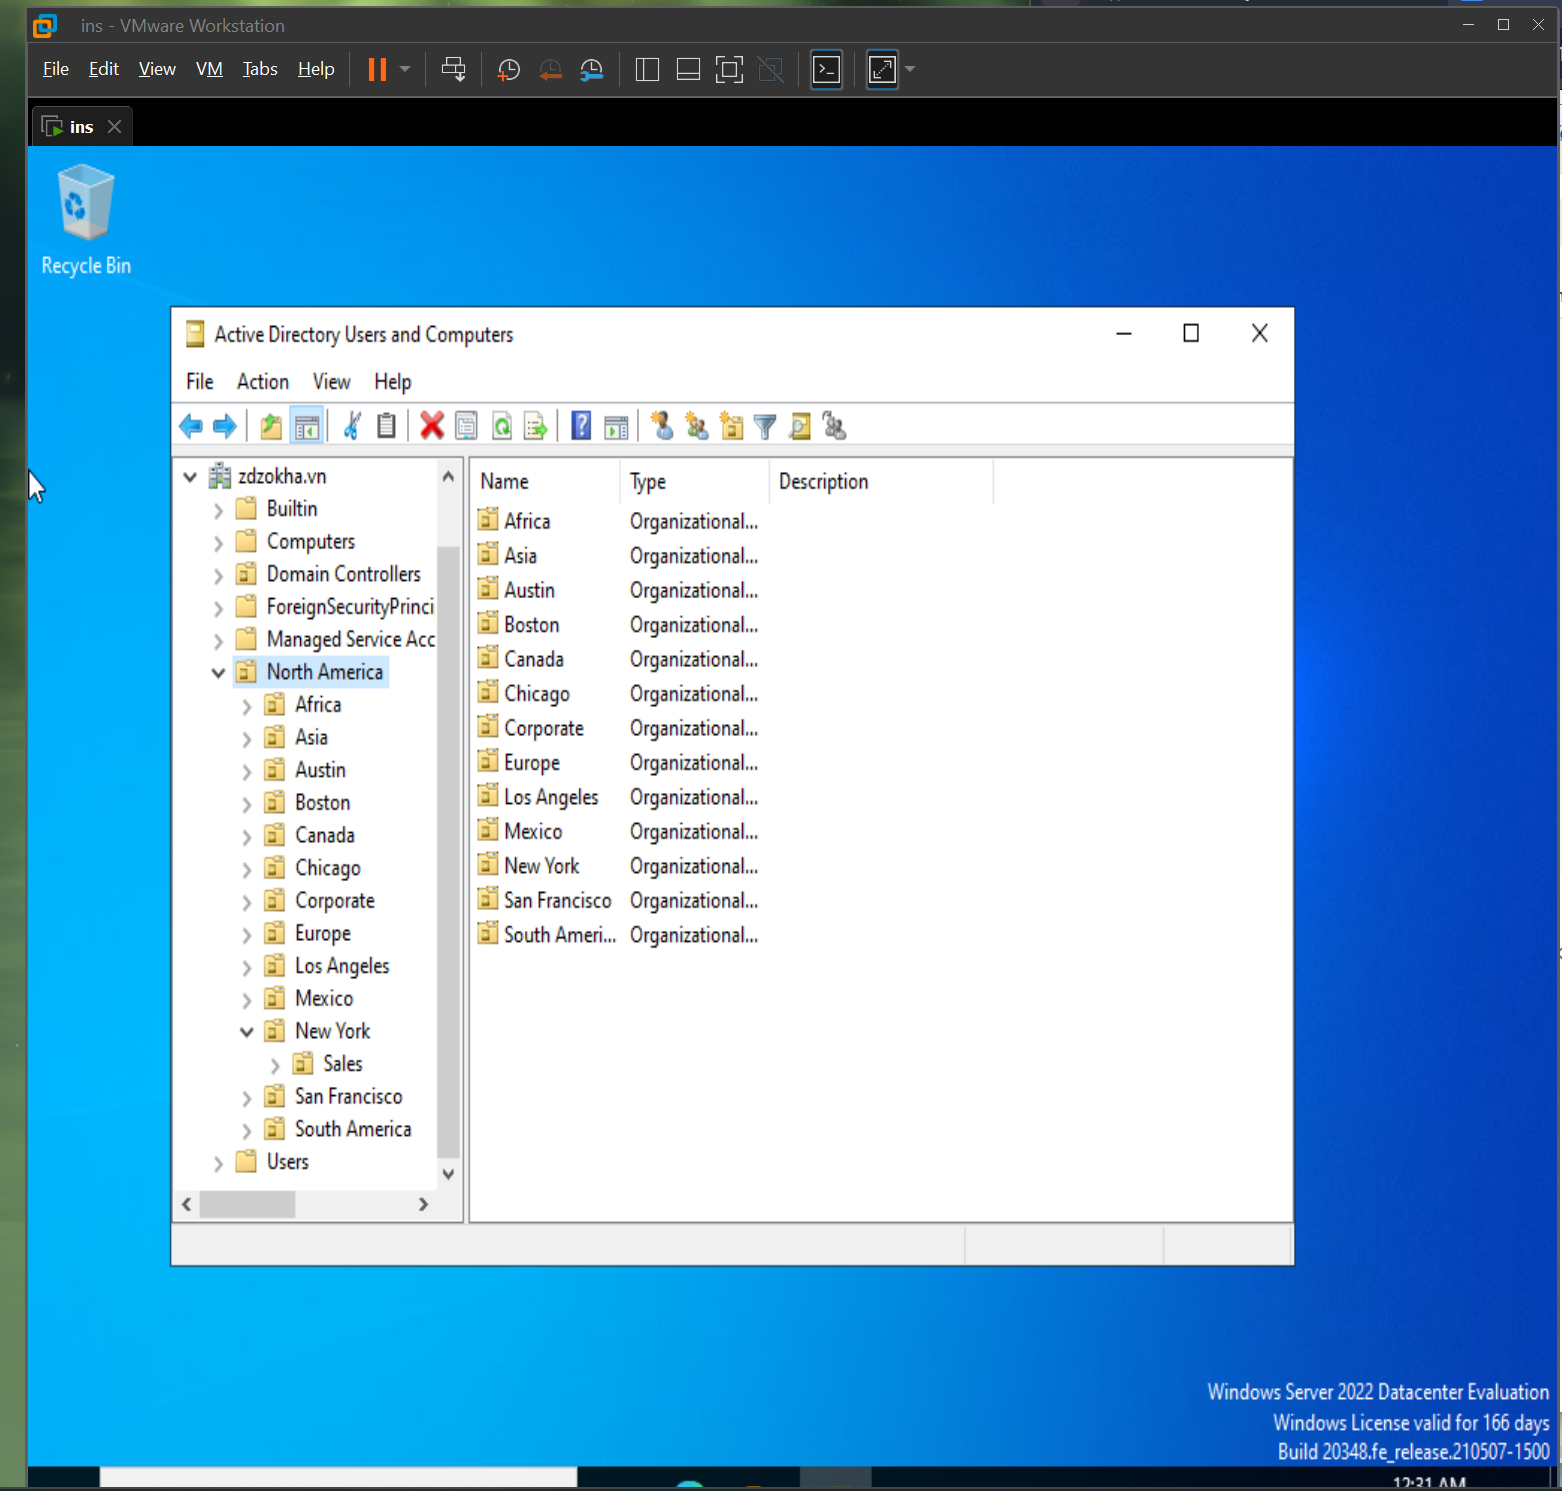 ins - VMware Workstation
File Edit View VM Tabs Help
ins
Recycle Bin
Active Directory Users and Computers
File Action View Help
zdzokha.vn
Builtin
Computers
Domain Controllers
ForeignSecurityPrinci
Managed Service Acc
North America
Africa
Asia
Austin
Boston
Canada
Chicago
Corporate
Europe
Los Angeles
Mexico
New York
Sales
San Francisco
South America
Users
Name Type Description
Africa Organizational...
Asia Organizational...
Austin Organizational...
Boston Organizational...
Canada Organizational...
Chicago Organizational...
Corporate Organizational...
Europe Organizational...
Los Angeles Organizational...
Mexico Organizational...
New York Organizational...
San Francisco Organizational...
South Ameri... Organizational...
Windows Server 2022 Datacenter Evaluation
Windows License valid for 166 days
Build 20348.fe_release.210507-1500
12:31 AM